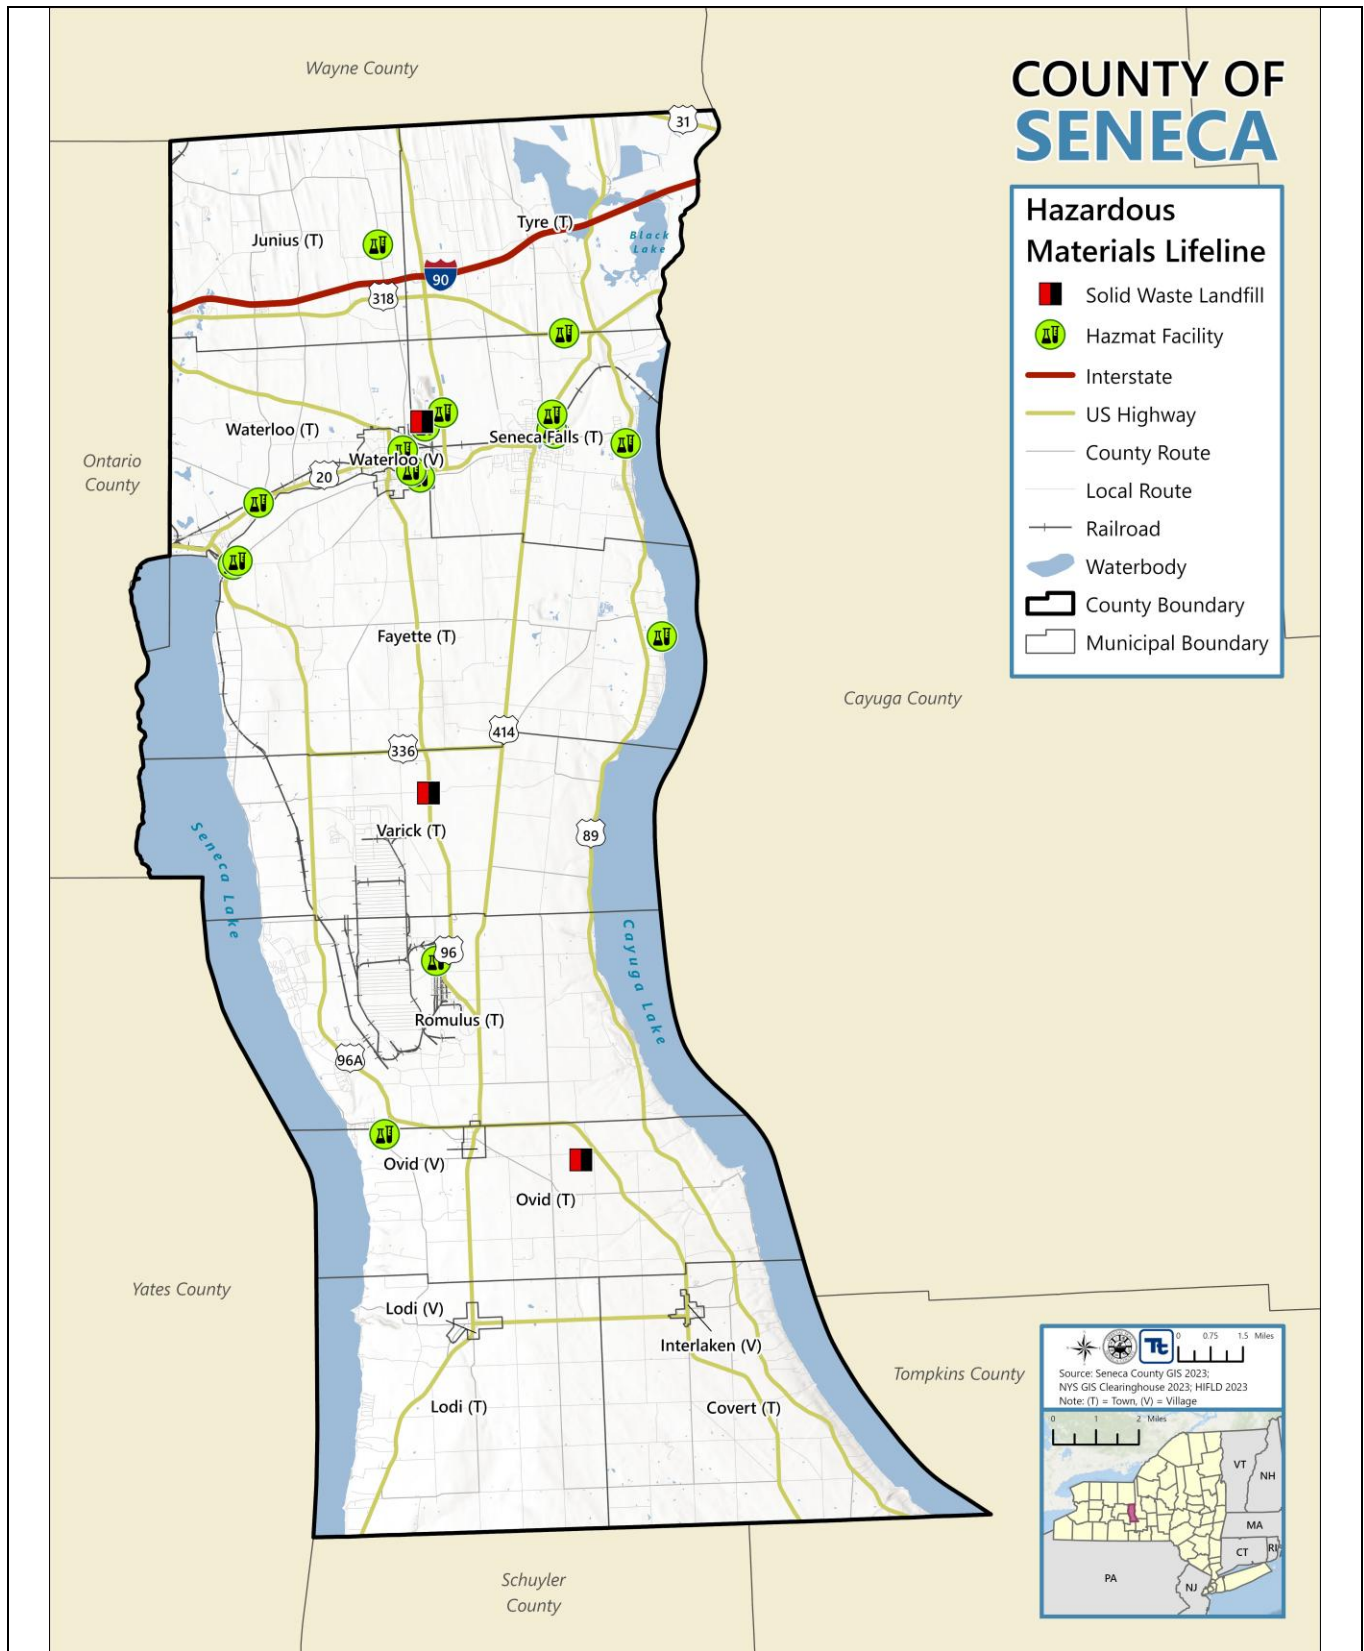 Wayne County
COUNTY OF
SENECA
31
Tyre (T)
Junius (T)
Black
Lake
90
318
Hazardous
Materials Lifeline
Solid Waste Landfill
Hazmat Facility
Interstate
US Highway
County Route
Local Route
Railroad
Waterbody
County Boundary
Municipal Boundary
Waterloo (T)
Seneca Falls (T)
Waterloo (V)
Ontario
County
20
Fayette (T)
Cayuga County
414
336
Varick (T)
89
Seneca Lake
Cayuga Lake
96
Romulus (T)
96A
Ovid (V)
Ovid (T)
Yates County
Lodi (V)
Interlaken (V)
Tompkins County
Lodi (T)
Covert (T)
Schuyler
County
Tt
0 0.75 1.5 Miles
Source: Seneca County GIS 2023;
NYS GIS Clearinghouse 2023; HIFLD 2023
Note: (T) = Town, (V) = Village
0 1 2 Miles
VT
NH
MA
CT
RI
PA
NJ